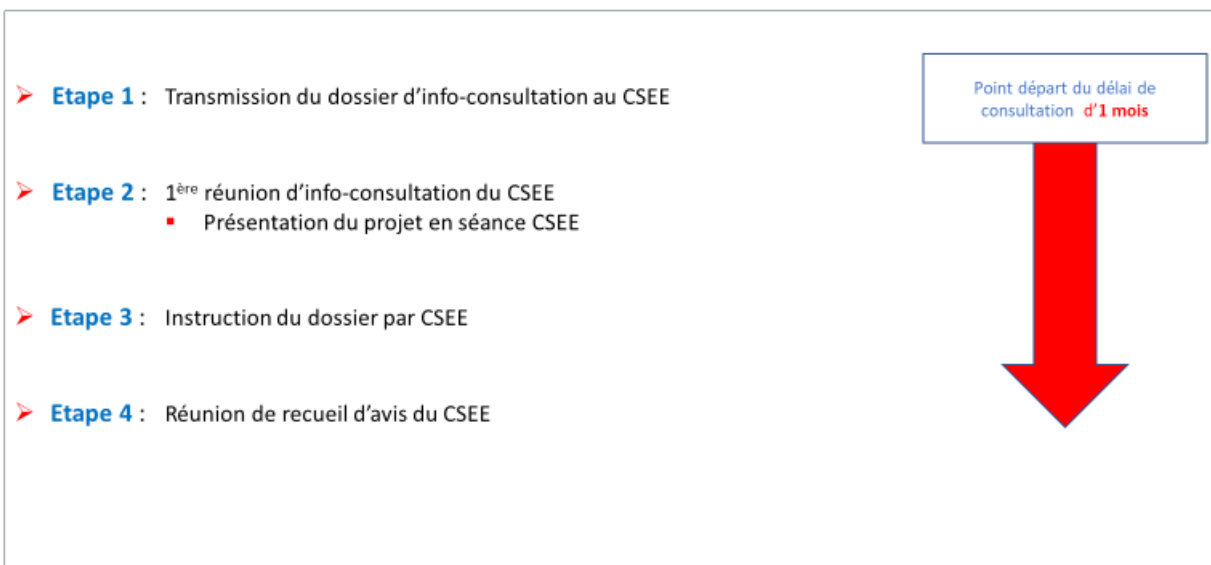 ➢ Etape 1 : Transmission du dossier d’info-consultation au CSEE
Point départ du délai de
consultation d’1 mois
➢ Etape 2 : 1ère réunion d’info-consultation du CSEE
▪ Présentation du projet en séance CSEE
➢ Etape 3 : Instruction du dossier par CSEE
➢ Etape 4 : Réunion de recueil d’avis du CSEE